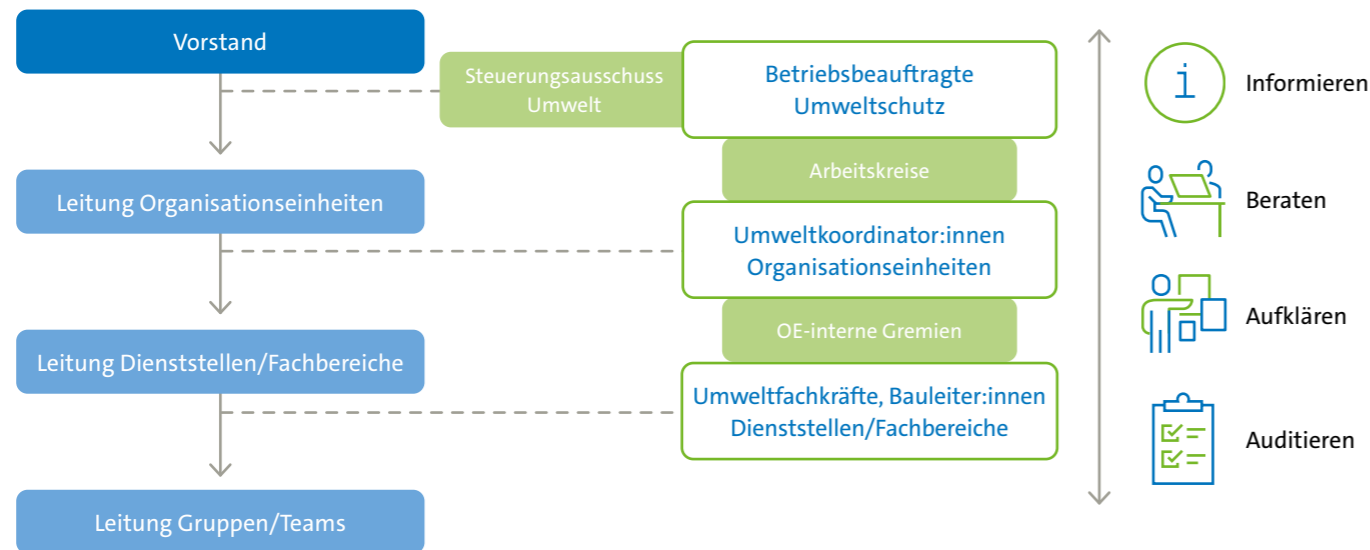 Vorstand
Steuerungsausschuss
Umwelt
Betriebsbeauftragte
Umweltschutz
Arbeitskreise
Leitung Organisationseinheiten
Umweltkoordinator:innen
Organisationseinheiten
OE-interne Gremien
Leitung Dienststellen/Fachbereiche
Umweltfachkräfte, Bauleiter:innen
Dienststellen/Fachbereiche
Leitung Gruppen/Teams
i
Informieren
Beraten
Aufklären
Auditieren